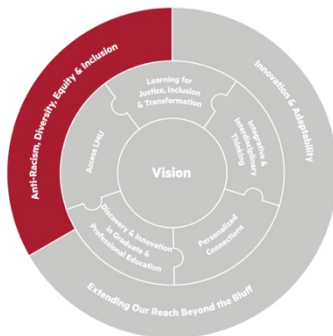 Anti-Racism, Diversity, Equity & Inclusion
Innovation & Adaptability
Extending Our Reach Beyond the Bluff
Learning for
Justice, Inclusion
& Transformation
Integrative &
Interdisciplinary
Thinking
Personalized
Connections
Discovery & Innovation
in Graduate &
Professional Education
Access LMU
Vision